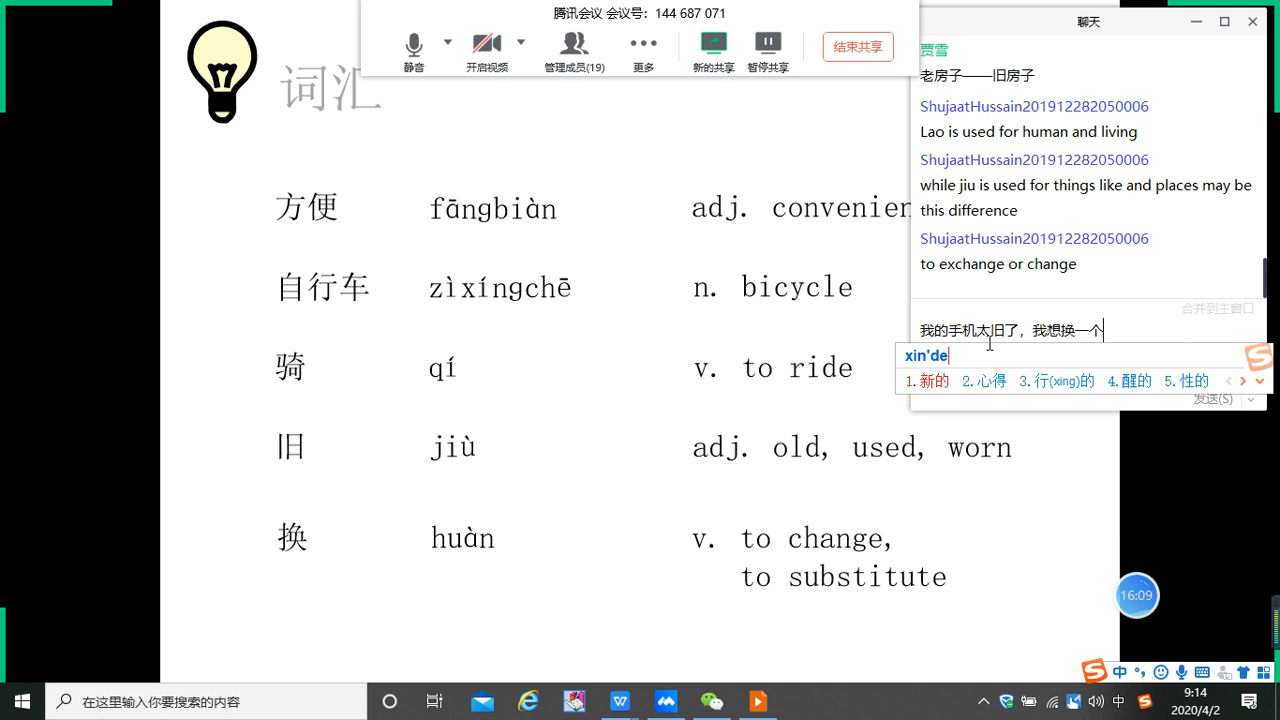 腾讯会议 会议号：144 687 071
静音 开启视频 管理成员(19) 更多 新的共享 暂停共享 结束共享
词汇
方便 fāngbiàn adj. convenien
自行车 zìxíngchē n. bicycle
骑 qí v. to ride
旧 jiù adj. old, used, worn
换 huàn v. to change,
to substitute
聊天
贾雪
老房子——旧房子
ShujaatHussain201912282050006
Lao is used for human and living
ShujaatHussain201912282050006
while jiu is used for things like and places may be
this difference
ShujaatHussain201912282050006
to exchange or change
合并到主窗口
我的手机太旧了，我想换一个
xin'de
1.新的 2.心得 3.行(xing)的 4.醒的 5.性的
发送(S)
16:09
中
在这里输入你要搜索的内容
中
9:14
2020/4/2